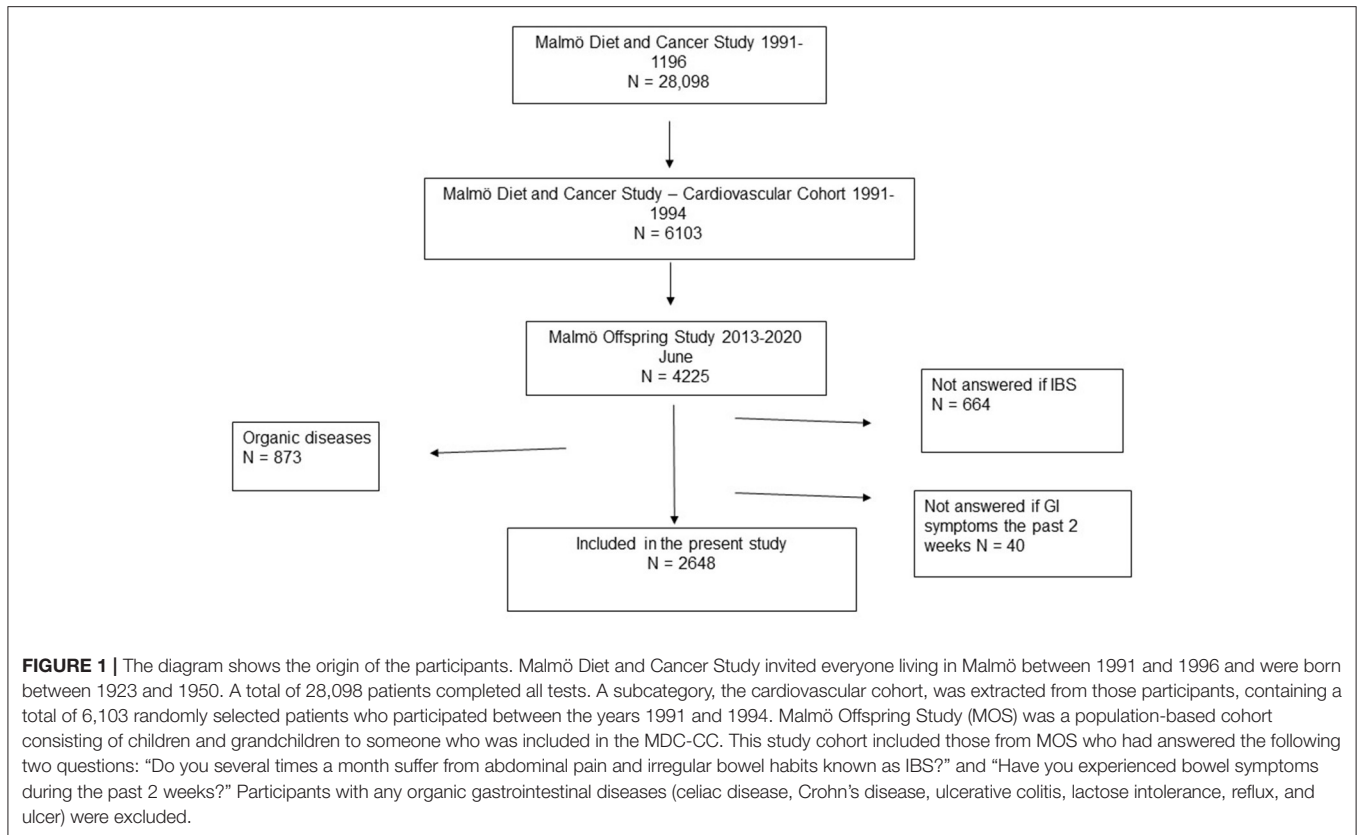 Malmö Diet and Cancer Study 1991-
1196
N = 28,098
Malmö Diet and Cancer Study – Cardiovascular Cohort 1991-
1994
N = 6103
Malmö Offspring Study 2013-2020
June
N = 4225
Not answered if IBS
N = 664
Organic diseases
N = 873
Not answered if GI
symptoms the past 2
weeks N = 40
Included in the present study
N = 2648
FIGURE 1 | The diagram shows the origin of the participants. Malmö Diet and Cancer Study invited everyone living in Malmö between 1991 and 1996 and were born
between 1923 and 1950. A total of 28,098 patients completed all tests. A subcategory, the cardiovascular cohort, was extracted from those participants, containing a
total of 6,103 randomly selected patients who participated between the years 1991 and 1994. Malmö Offspring Study (MOS) was a population-based cohort
consisting of children and grandchildren to someone who was included in the MDC-CC. This study cohort included those from MOS who had answered the following
two questions: “Do you several times a month suffer from abdominal pain and irregular bowel habits known as IBS?” and “Have you experienced bowel symptoms
during the past 2 weeks?” Participants with any organic gastrointestinal diseases (celiac disease, Crohn’s disease, ulcerative colitis, lactose intolerance, reflux, and
ulcer) were excluded.